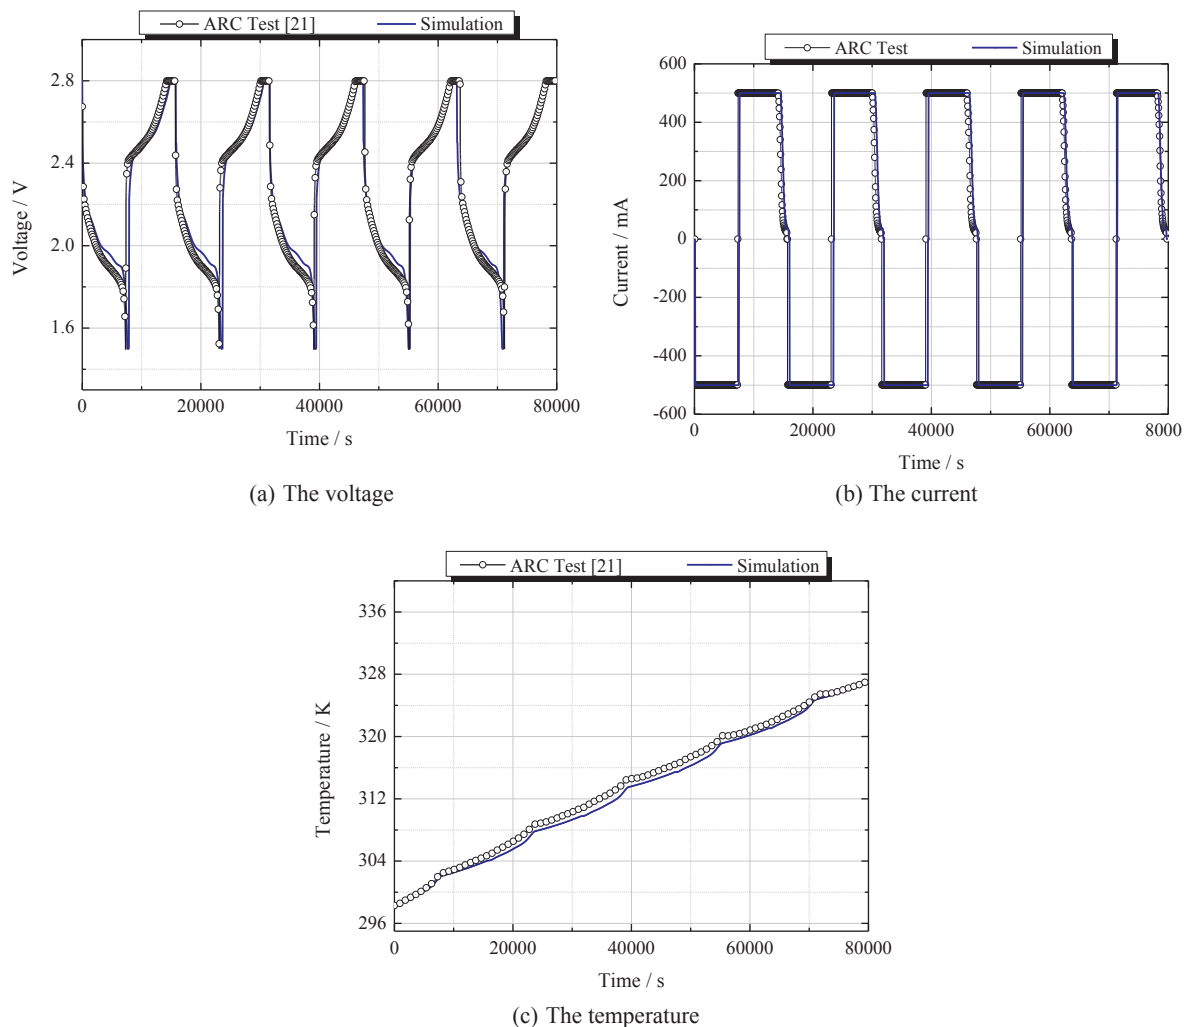 ARC Test [21] Simulation
2.8
2.4
2.0
1.6
Voltage / V
0 20000 40000 60000 80000
Time / s
(a) The voltage
ARC Test Simulation
600
400
200
0
-200
-400
-600
Current / mA
0 20000 40000 60000 8000
Time / s
(b) The current
ARC Test [21] Simulation
336
328
320
312
304
296
Temperature / K
0 20000 40000 60000 80000
Time / s
(c) The temperature